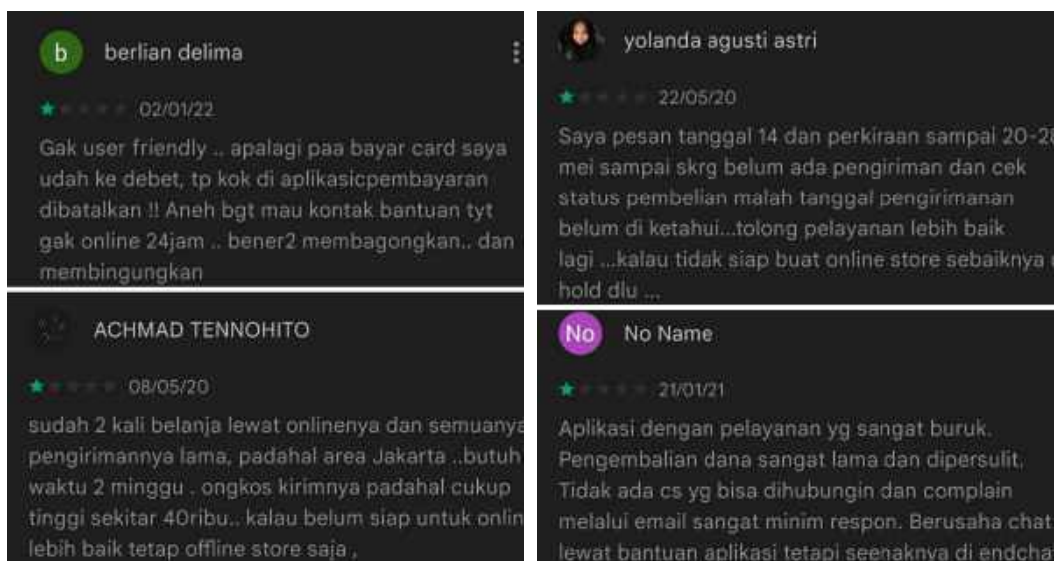 b
berlian delima
02/01/22
Gak user friendly .. apalagi paa bayar card saya
udah ke debet, tp kok di aplikasicpembayaran
dibatalkan !! Aneh bgt mau kontak bantuan tyt
gak online 24jam .. bener2 membagongkan.. dan
membingungkan
ACHMAD TENNOHITO
08/05/20
sudah 2 kali belanja lewat onlinenya dan semuanya
pengirimannya lama, padahal area Jakarta ..butuh
waktu 2 minggu . ongkos kirimnya padahal cukup
tinggi sekitar 40ribu.. kalau belum siap untuk onlin
lebih baik tetap offline store saja ,
yolanda agusti astri
22/05/20
Saya pesan tanggal 14 dan perkiraan sampai 20-28
mei sampai skrg belum ada pengiriman dan cek
status pembelian malah tanggal pengirimanan
belum di ketahui...tolong pelayanan lebih baik
lagi ...kalau tidak siap buat online store sebaiknya
hold dlu ...
No
No Name
21/01/21
Aplikasi dengan pelayanan yg sangat buruk.
Pengembalian dana sangat lama dan dipersulit.
Tidak ada cs yg bisa dihubungin dan complain
melalui email sangat minim respon. Berusaha chat
lewat bantuan aplikasi tetapi seenaknya di endcha